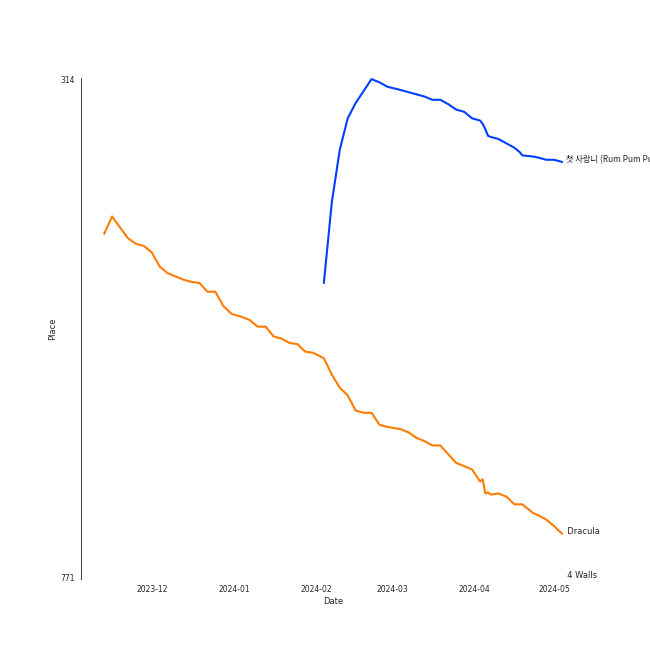 314
첫 사랑니 (Rum Pum P
Place
Dracula
4 Walls
771
2023-12 2024-01 2024-02 2024-03 2024-04 2024-05
Date